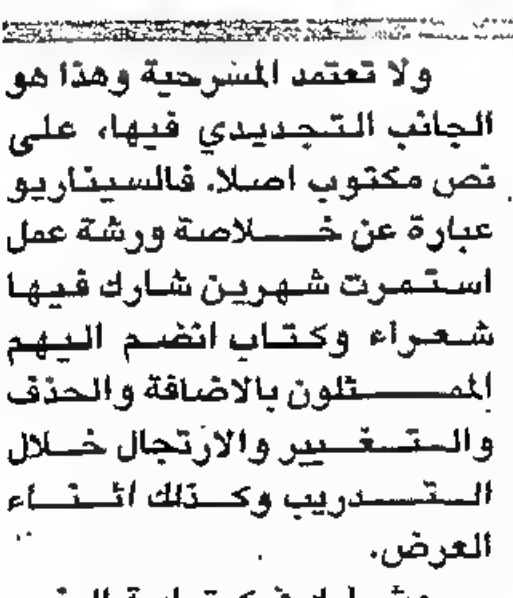 ولا تعتمد المسرحية وهذا هو
الجانب التجديدي فيها، على
نص مكتوب اصلا. فالسيناريو
عبارة عن خلاصة ورشة عمل
استمرت شهرين شارك فيها
شعراء وكتاب انضم اليهم
الممثلون بالاضافة والحذف
والتغيير والارتجال خلال
التدريب وكذلك اثناء
العرض.